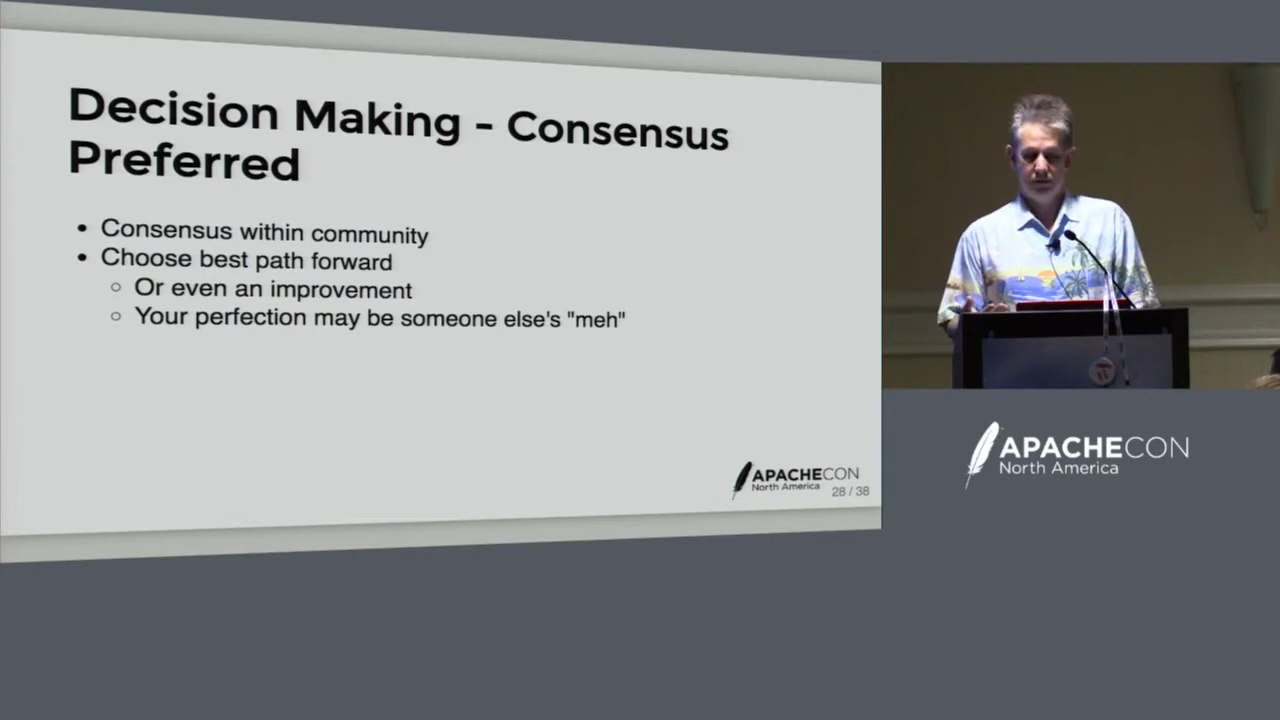 Decision Making - Consensus
Preferred
• Consensus within community
• Choose best path forward
○ Or even an improvement
○ Your perfection may be someone else's "meh"
APACHECON
North America
28 / 38
APACHECON
North America